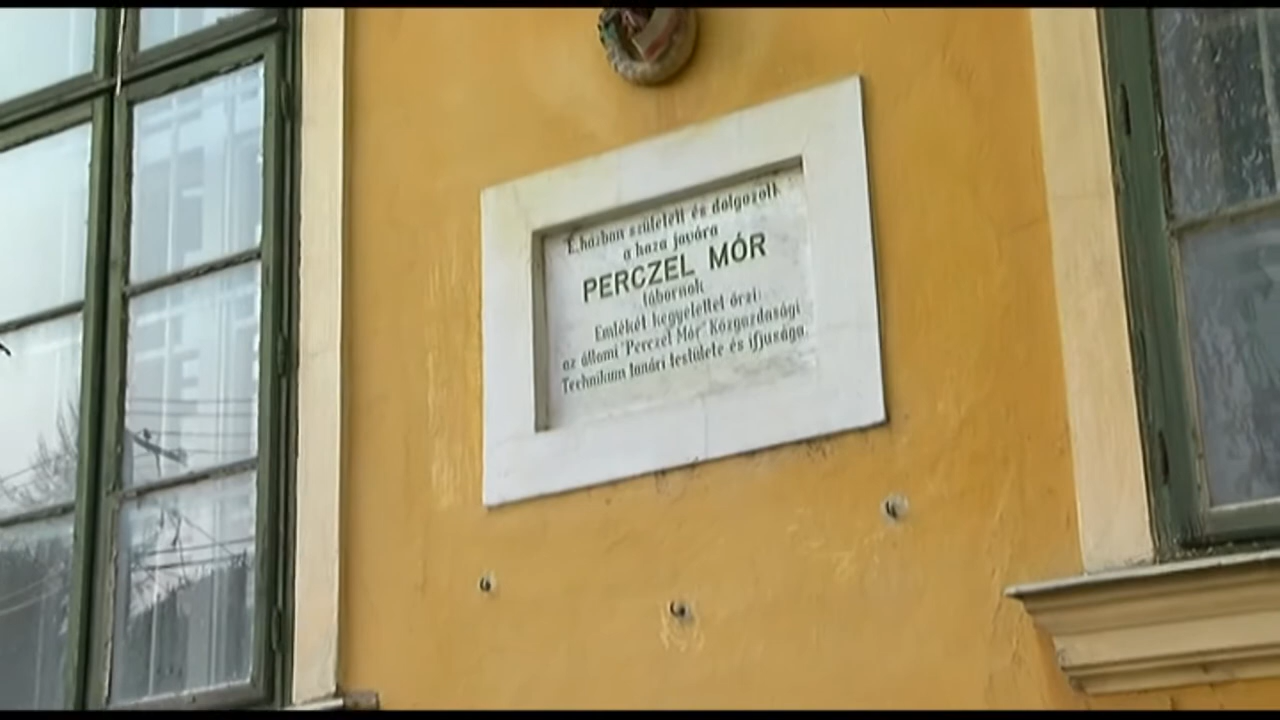 E házban született és dolgozott
a haza javára
PERCZEL MÓR
tábornok
Emlékét kegyelettel őrzi:
az állami "Perczel Mór" Közgazdasági
Technikum tanári testülete és ifjusága.